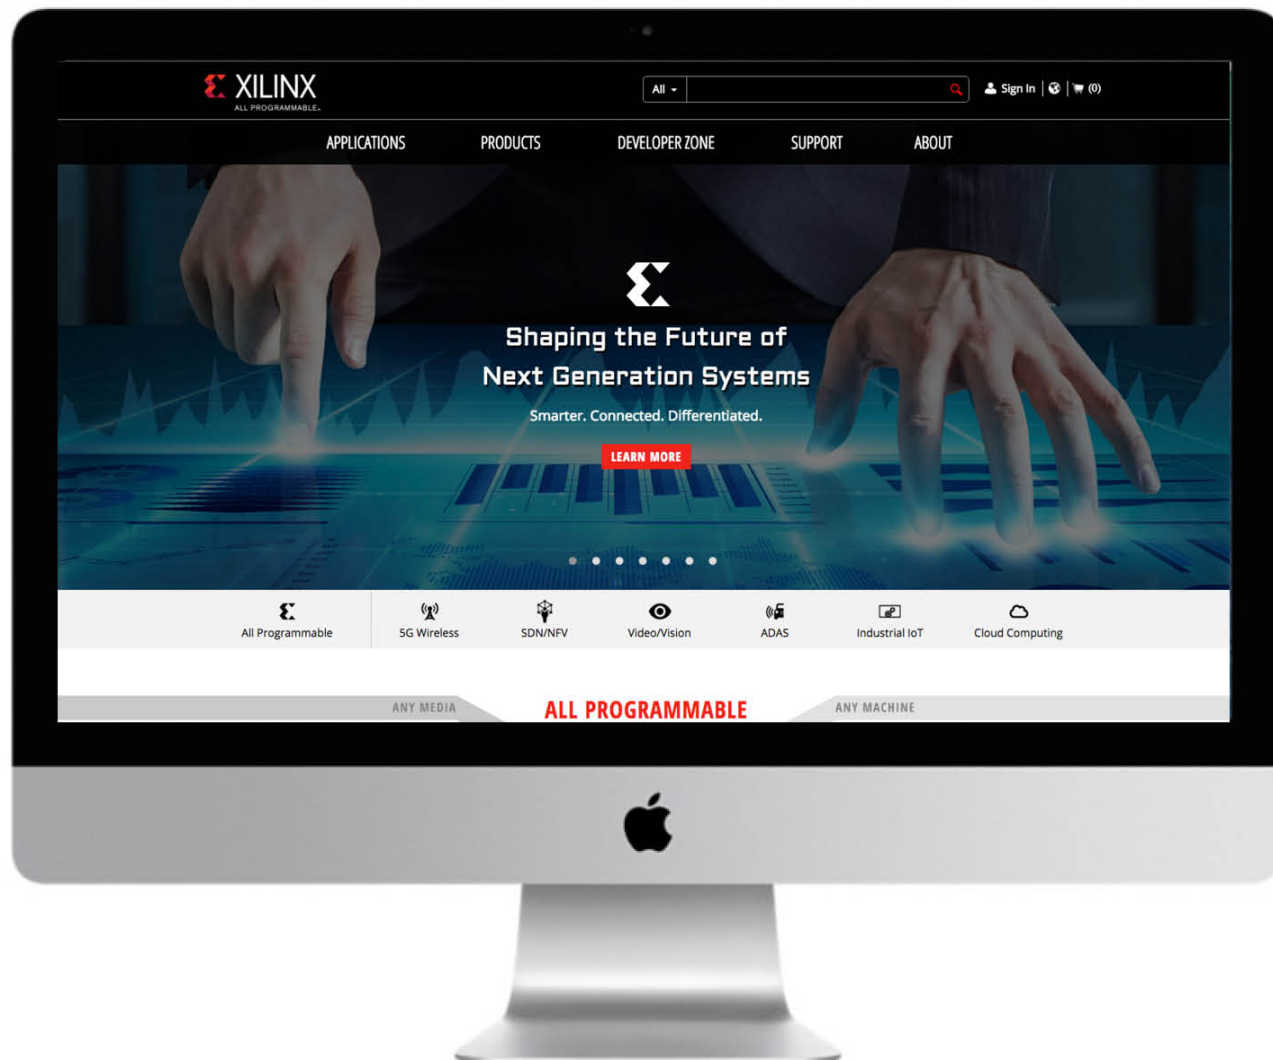 XILINX
ALL PROGRAMMABLE™
All
Sign In
(0)
APPLICATIONS PRODUCTS DEVELOPER ZONE SUPPORT ABOUT
Shaping the Future of
Next Generation Systems
Smarter. Connected. Differentiated.
LEARN MORE
All Programmable 5G Wireless SDN/NFV Video/Vision ADAS Industrial IoT Cloud Computing
ANY MEDIA ALL PROGRAMMABLE ANY MACHINE